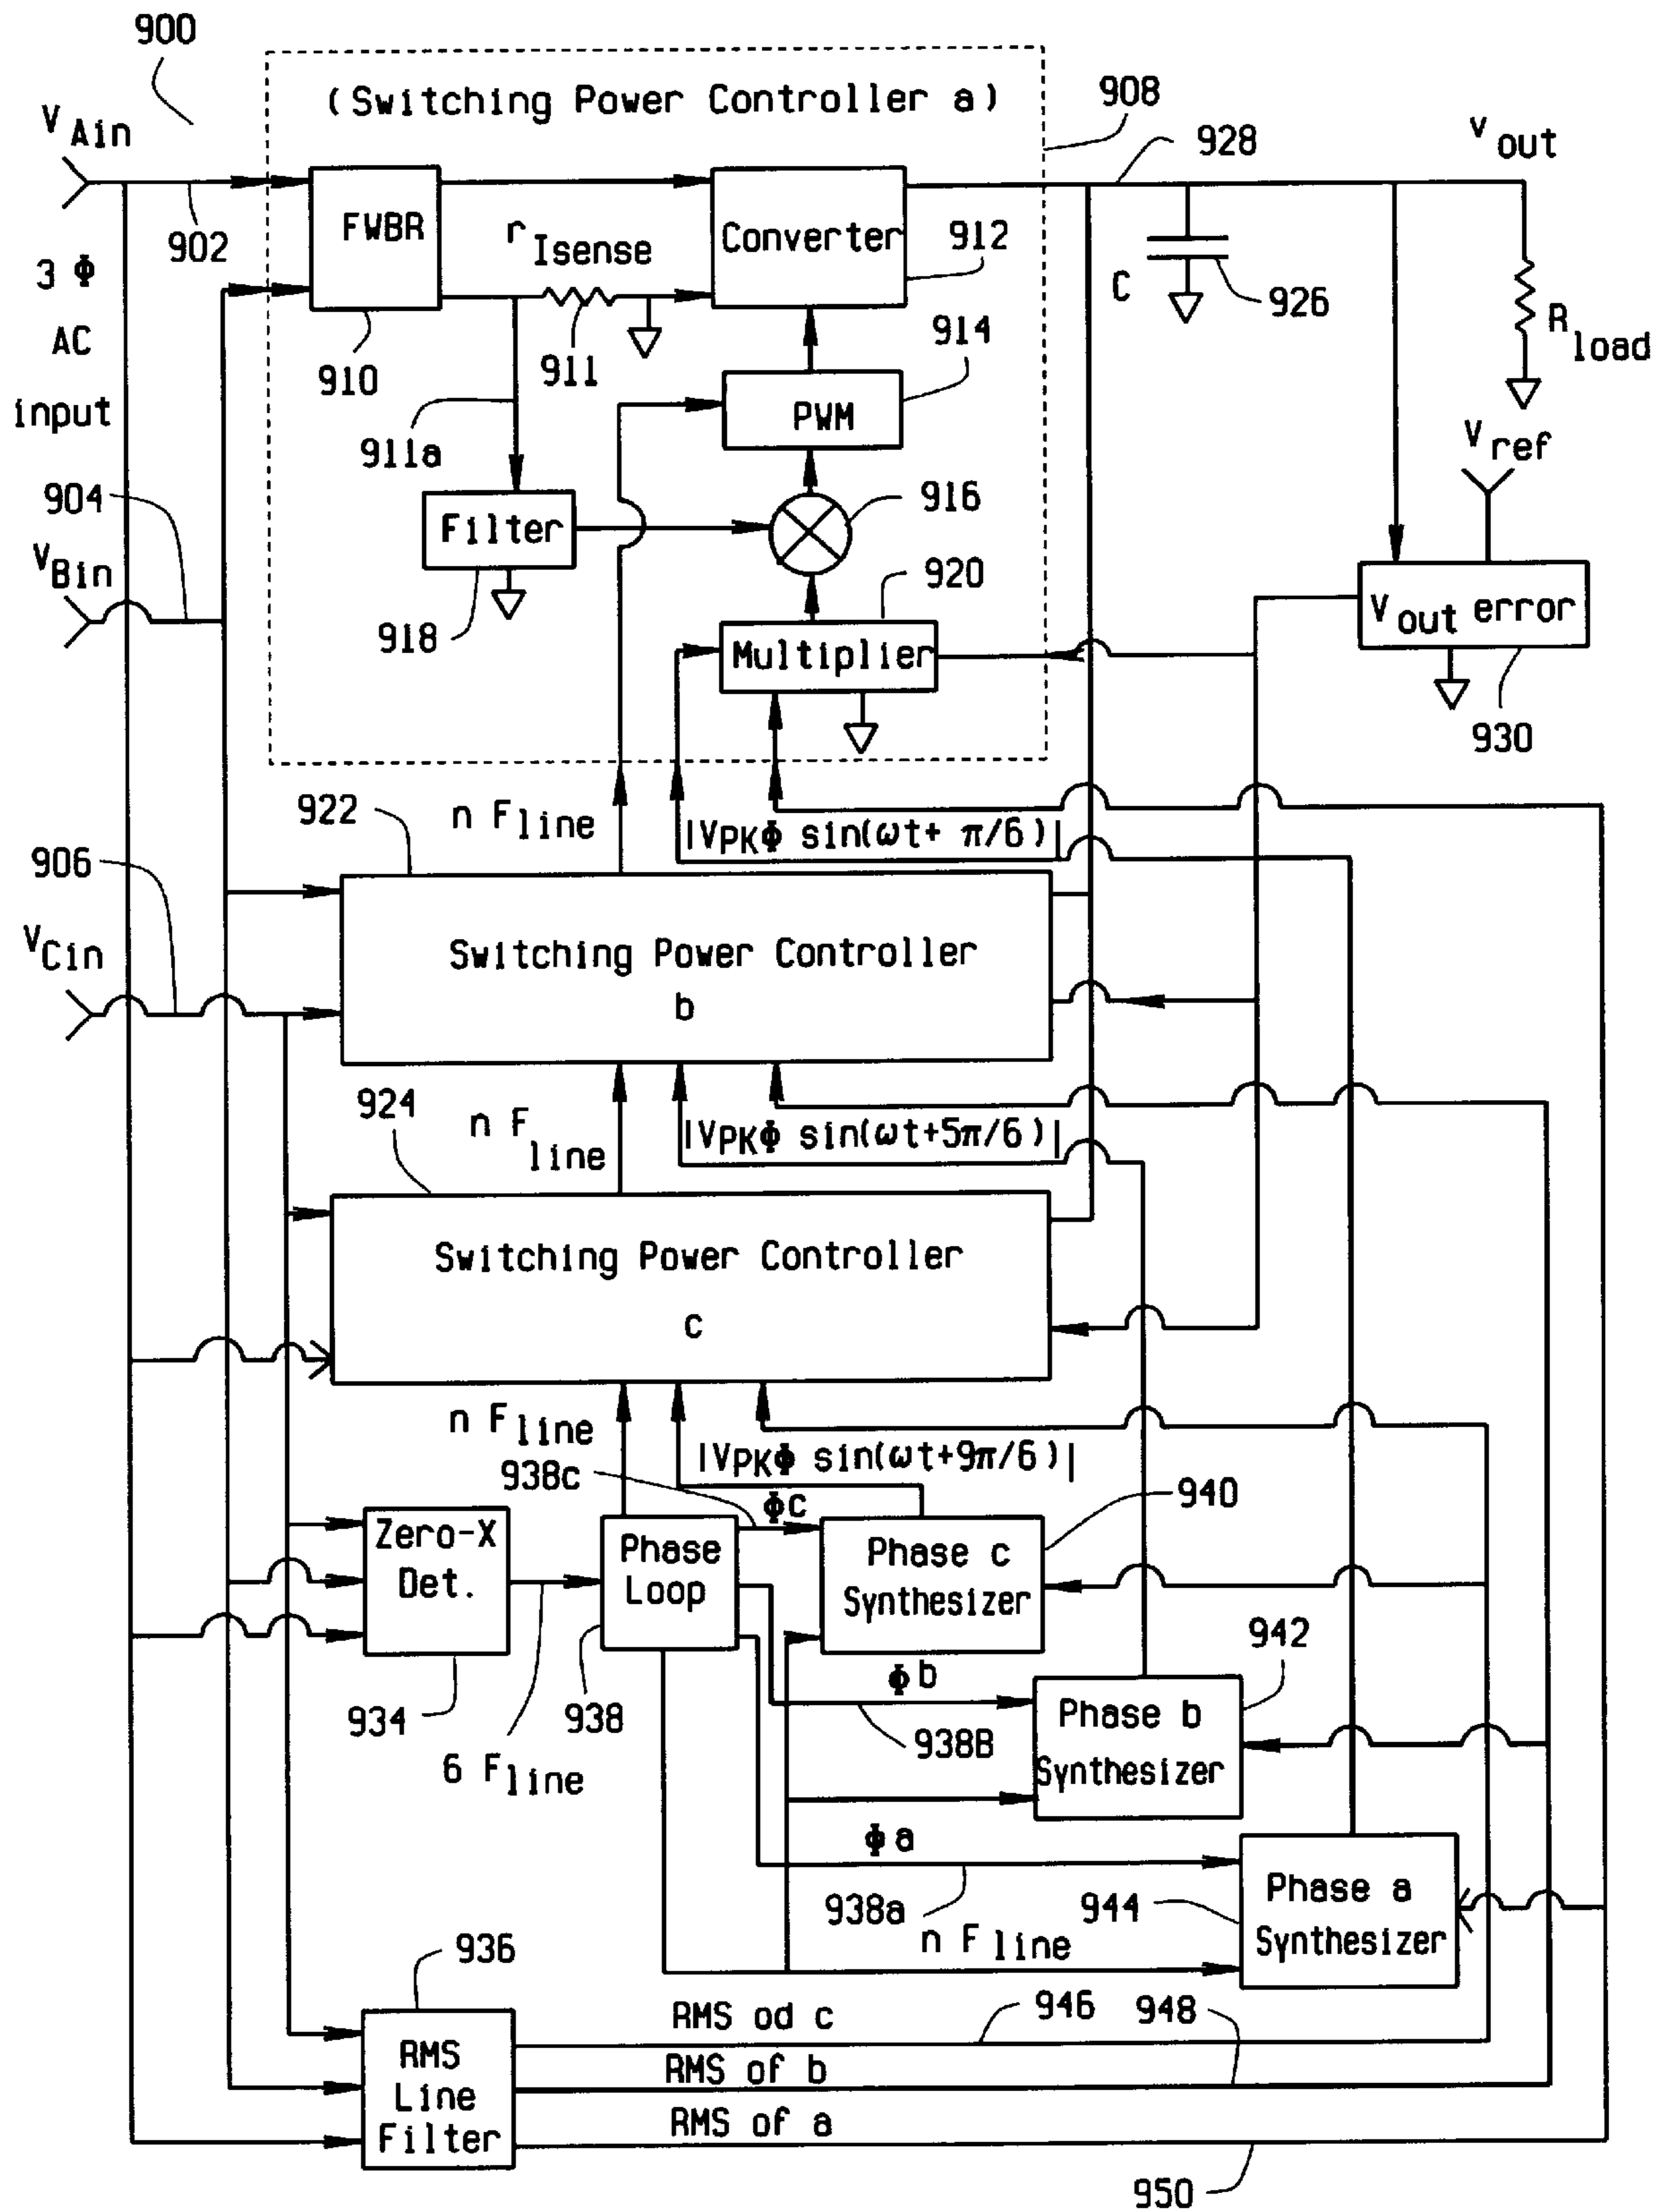 900
(Switching Power Controller a)
908
V Ain
928
v out
FWBR
r Isense
Converter
912
902
3 Φ
AC
input
C
926
R load
910
911
914
PWM
911a
V ref
904
Filter
916
V Bin
920
918
Multiplier
V out error
930
922
n Fline
|VPKΦ sin(ωt+ π/6)|
906
V Cin
Switching Power Controller
b
924
n F line
|VPKΦ sin(ωt+5π/6)|
Switching Power Controller
c
n Fline
|VPKΦ sin(ωt+9π/6)|
938c
Φc
940
Zero-X
Det.
Phase
Loop
Phase c
Synthesizer
942
Φb
934
938
938B
Phase b
Synthesizer
6 Fline
Φa
938a
944
Phase a
Synthesizer
n F line
936
RMS od c
946
948
RMS
Line
Filter
RMS of b
RMS of a
950